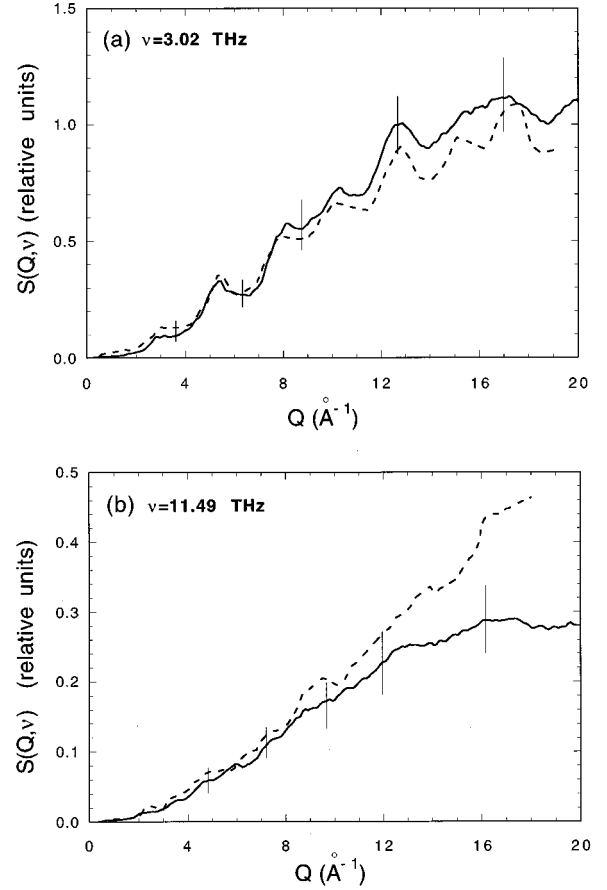 1.5
(a) ν=3.02 THz
1.0
S(Q,ν) (relative units)
0.5
0.0
0 4 8 12 16 20
Q (Å⁻¹)
0.5
(b) ν=11.49 THz
0.4
0.3
S(Q,ν) (relative units)
0.2
0.1
0.0
0 4 8 12 16 20
Q (Å⁻¹)